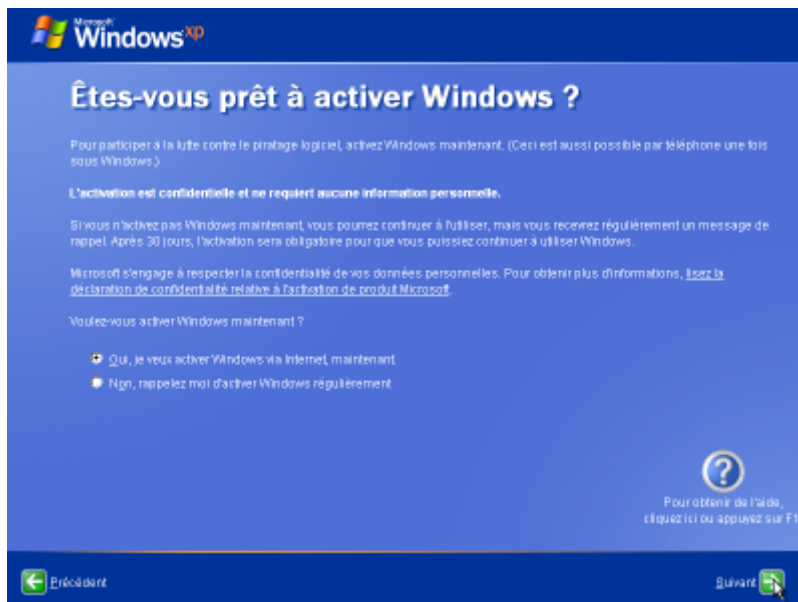 Microsoft
Windows xp
Êtes-vous prêt à activer Windows ?
Pour participer à la lutte contre le piratage logiciel, activez Windows maintenant. (Ceci est aussi possible par téléphone une fois
sous Windows.)
L'activation est confidentielle et ne requiert aucune information personnelle.
Si vous n'activez pas Windows maintenant, vous pourrez continuer à l'utiliser, mais vous recevrez régulièrement un message de
rappel. Après 30 jours, l'activation sera obligatoire pour que vous puissiez continuer à utiliser Windows.
Microsoft s'engage à respecter la confidentialité de vos données personnelles. Pour obtenir plus d'informations, lisez la
déclaration de confidentialité relative à l'activation de produit Microsoft.
Voulez-vous activer Windows maintenant ?
Oui, je veux activer Windows via Internet, maintenant
Non, rappelez moi d'activer Windows régulièrement
Pour obtenir de l'aide,
cliquez ici ou appuyez sur F1
Précédent
Suivant